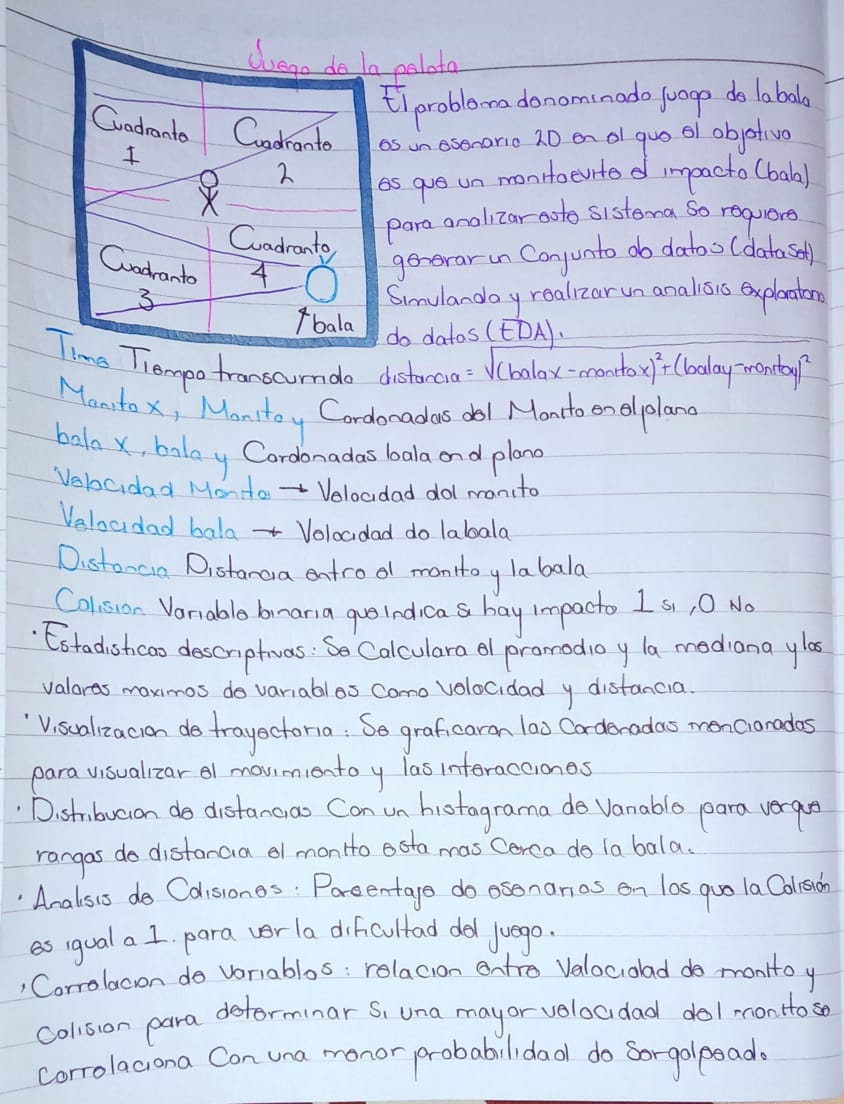 Juego de la pelota
Cuadrante
1
Cuadrante
2
Cuadrante
3
Cuadrante
4
↑ bala
El problema denominado juego de la bala
es un esenario 2D en el que el objetivo
es que un monito evite el impacto (bala)
para analizar este sistema Se requiere
generar un Conjunto de datos (dataSet)
Simulando y realizar un analisis exploratorio
de datos (EDA).
Time Tiempo transcurrido distancia = √(balax - monitox)² + (balay - monitoy)²
Monito x, Monito y Cordenadas del Monito en el plano
bala x, bala y Cordenadas bala en el plano
Velocidad Monito → Velocidad del monito
Velocidad bala → Velocidad de la bala
Distancia Distancia entre el monito y la bala
Colision Variable binaria que indica si hay impacto 1 si, 0 No
· Estadisticas descriptivas: Se Calculara el promedio y la mediana y los
valores maximos de variables Como velocidad y distancia.
· Visualizacion de trayectoria: Se graficaran las Cordenadas mencionadas
para visualizar el movimiento y las interacciones
· Distribucion de distancias Con un histograma de Variable para ver que
rangos de distancia el monito esta mas Cerca de la bala.
· Analisis de Colisiones: Porcentaje de esenarios en los que la Colisión
es igual a 1. para ver la dificultad del juego.
· Correlacion de Variables: relacion entre Velocidad de monito y
Colision para determinar Si una mayor velocidad del monito se
Correlaciona Con una menor probabilidad de Ser golpeado.